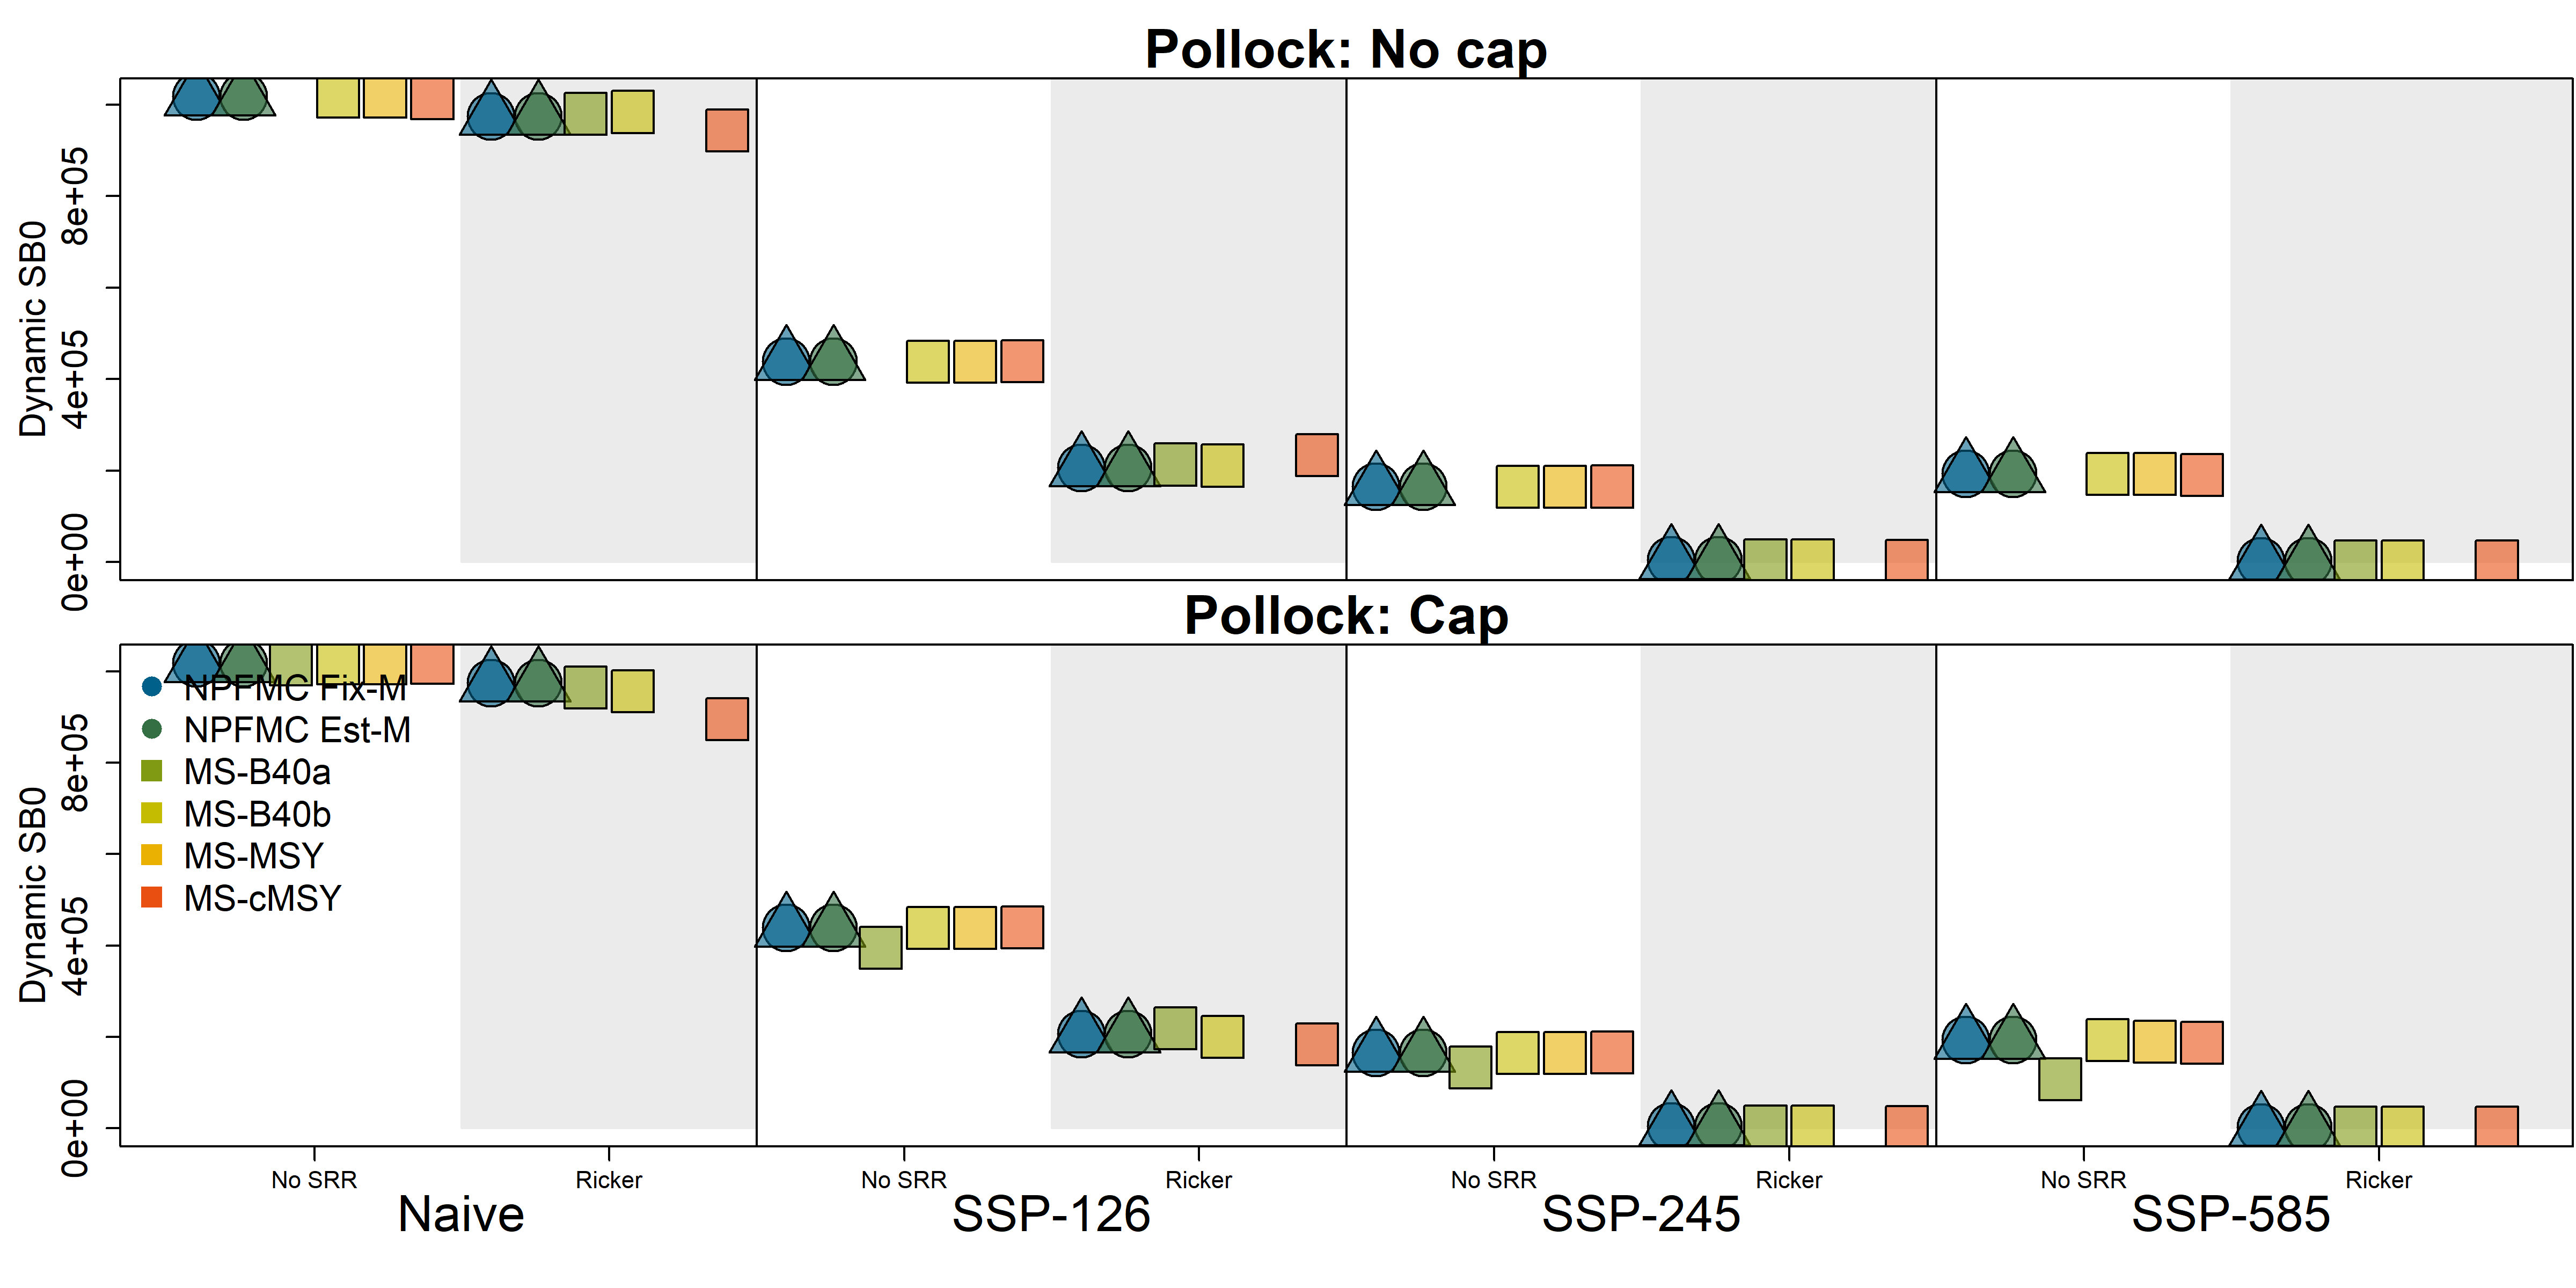 Pollock: No cap
Dynamic SB0
8e+05
4e+05
0e+00
Pollock: Cap
Dynamic SB0
8e+05
4e+05
0e+00
NPFMC Fix-M
NPFMC Est-M
MS-B40a
MS-B40b
MS-MSY
MS-cMSY
No SRR Ricker No SRR Ricker No SRR Ricker No SRR Ricker
Naive SSP-126 SSP-245 SSP-585